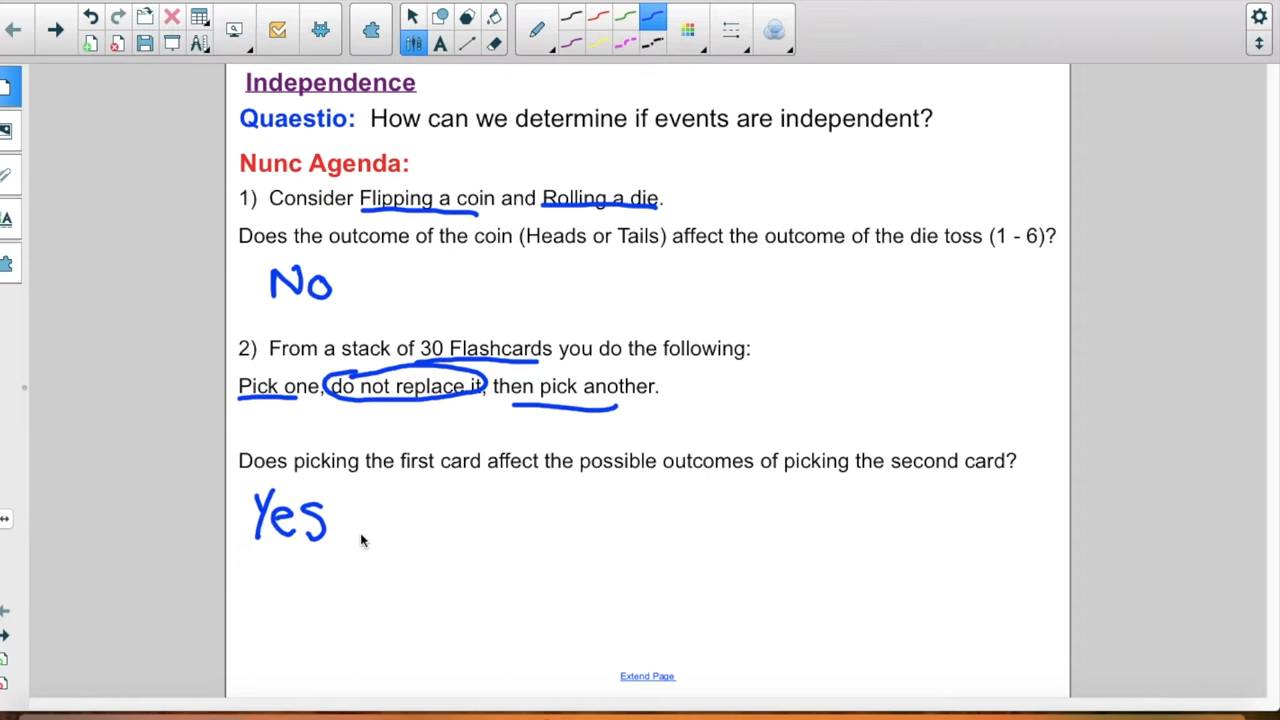 Independence
Quaestio: How can we determine if events are independent?
Nunc Agenda:
1) Consider Flipping a coin and Rolling a die.
Does the outcome of the coin (Heads or Tails) affect the outcome of the die toss (1 - 6)?
No
2) From a stack of 30 Flashcards you do the following:
Pick one, do not replace it, then pick another.
Does picking the first card affect the possible outcomes of picking the second card?
Yes
Extend Page